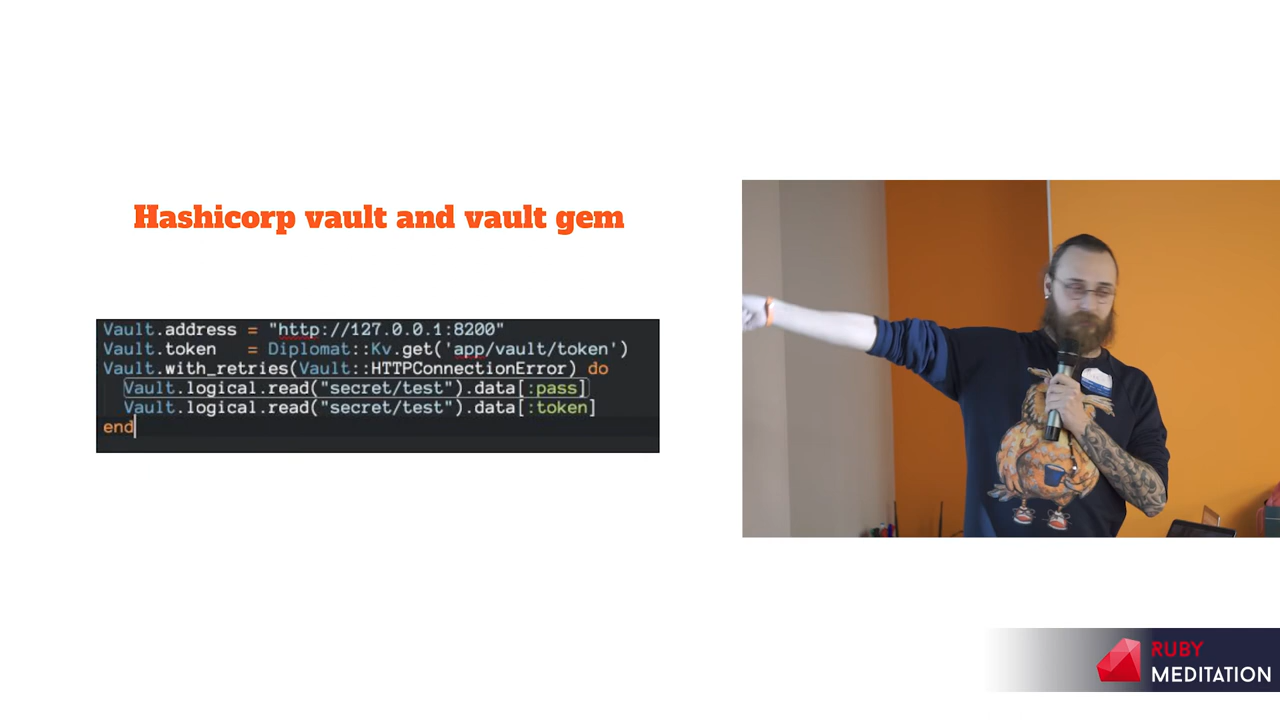 Hashicorp vault and vault gem
Vault.address = "http://127.0.0.1:8200"
Vault.token   = Diplomat::Kv.get('app/vault/token')
Vault.with_retries(Vault::HTTPConnectionError) do
  Vault.logical.read("secret/test").data[:pass]
  Vault.logical.read("secret/test").data[:token]
end
RUBY
MEDITATION